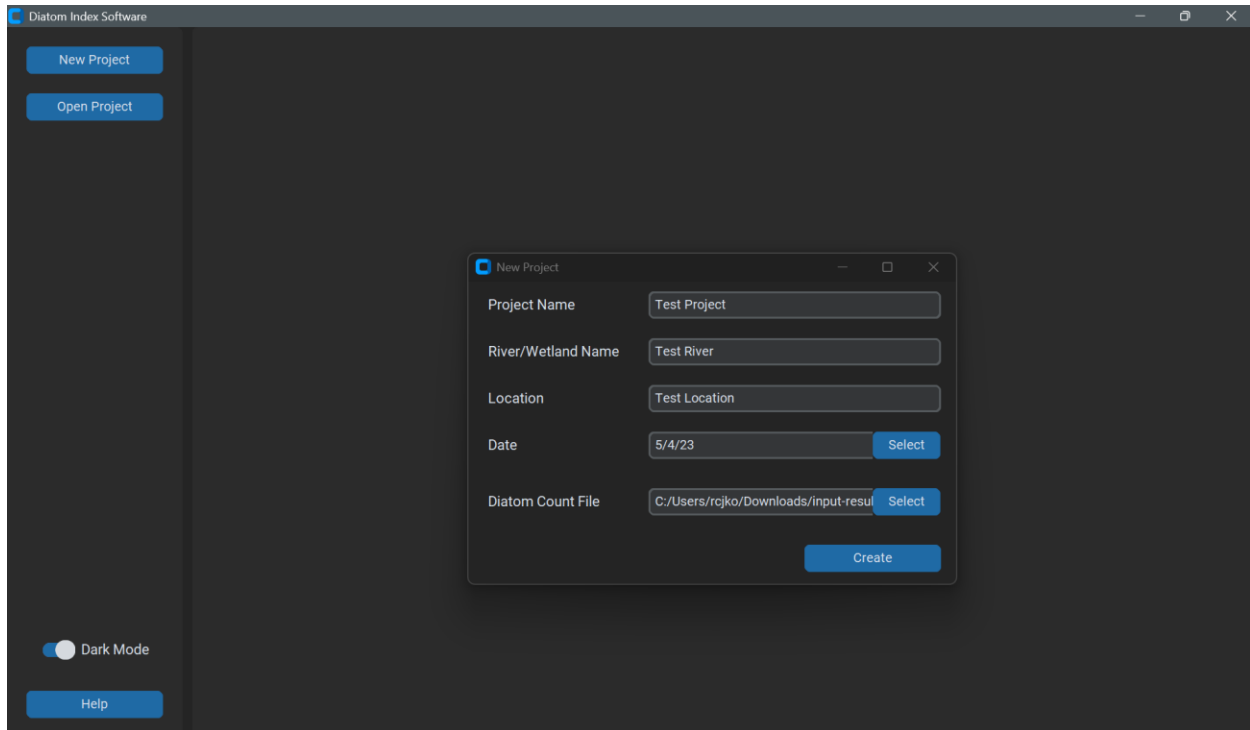 Diatom Index Software
New Project
Open Project
New Project
Project Name
Test Project
River/Wetland Name
Test River
Location
Test Location
Date
5/4/23
Select
Diatom Count File
C:/Users/rcjko/Downloads/input-resul
Select
Create
Dark Mode
Help